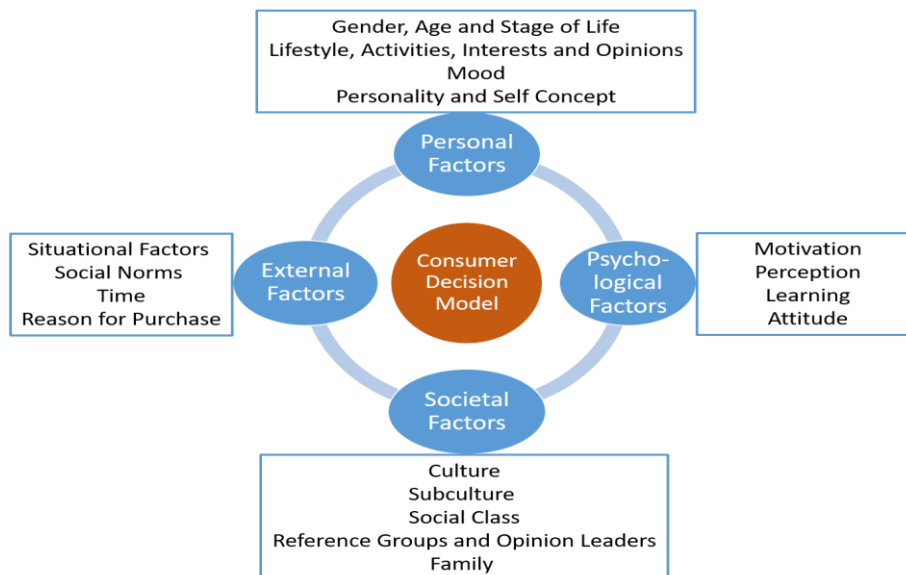 Gender, Age and Stage of Life
Lifestyle, Activities, Interests and Opinions
Mood
Personality and Self Concept
Personal
Factors
Situational Factors
Social Norms
Time
Reason for Purchase
External
Factors
Consumer
Decision
Model
Psycho-
logical
Factors
Motivation
Perception
Learning
Attitude
Societal
Factors
Culture
Subculture
Social Class
Reference Groups and Opinion Leaders
Family